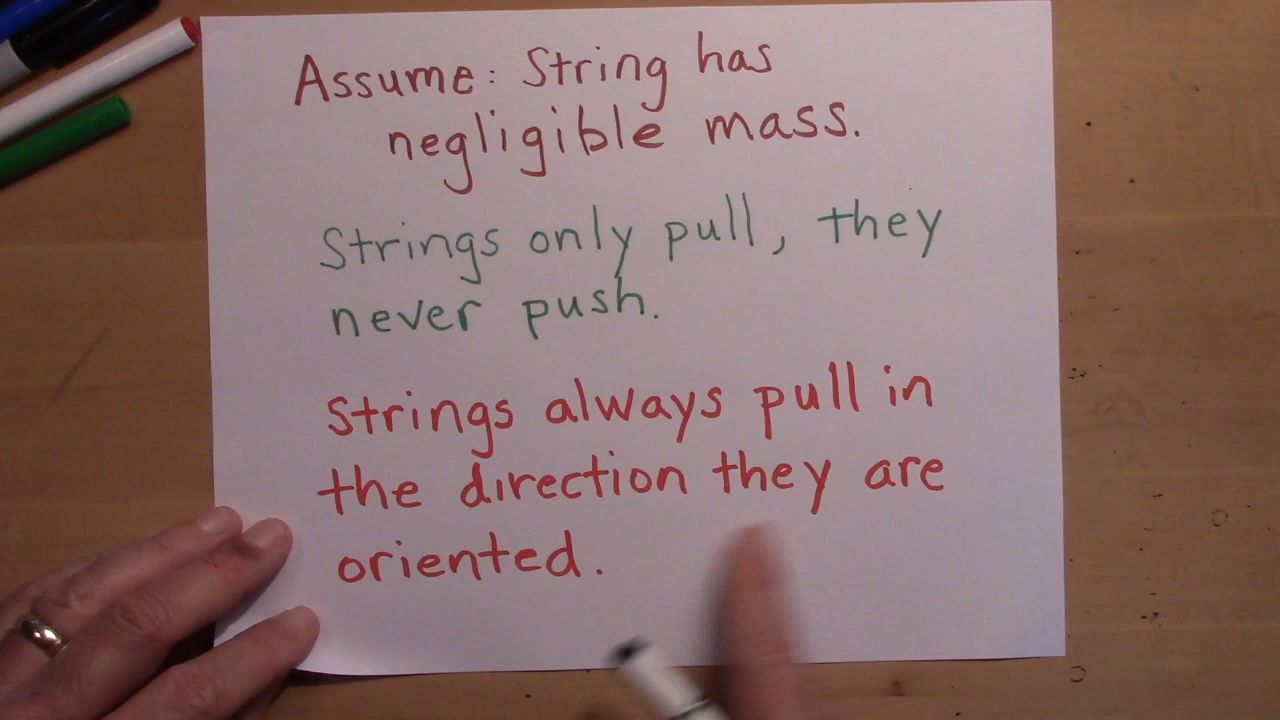 Assume: String has
negligible mass.
Strings only pull, they
never push.
Strings always pull in
the direction they are
oriented.